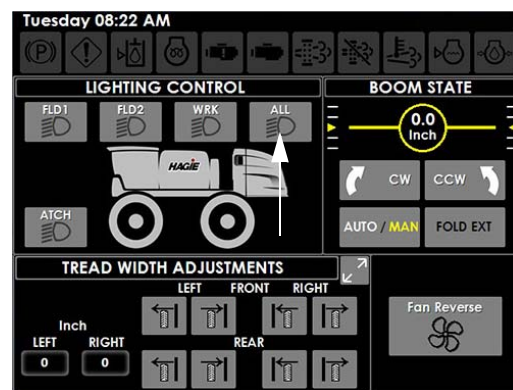 Tuesday 08:22 AM
LIGHTING CONTROL
FLD1 FLD2 WRK ALL
HAGIE
ATCH
BOOM STATE
0.0
Inch
CW CCW
AUTO / MAN FOLD EXT
TREAD WIDTH ADJUSTMENTS
LEFT FRONT RIGHT
Inch
LEFT RIGHT
REAR
0 0
Fan Reverse